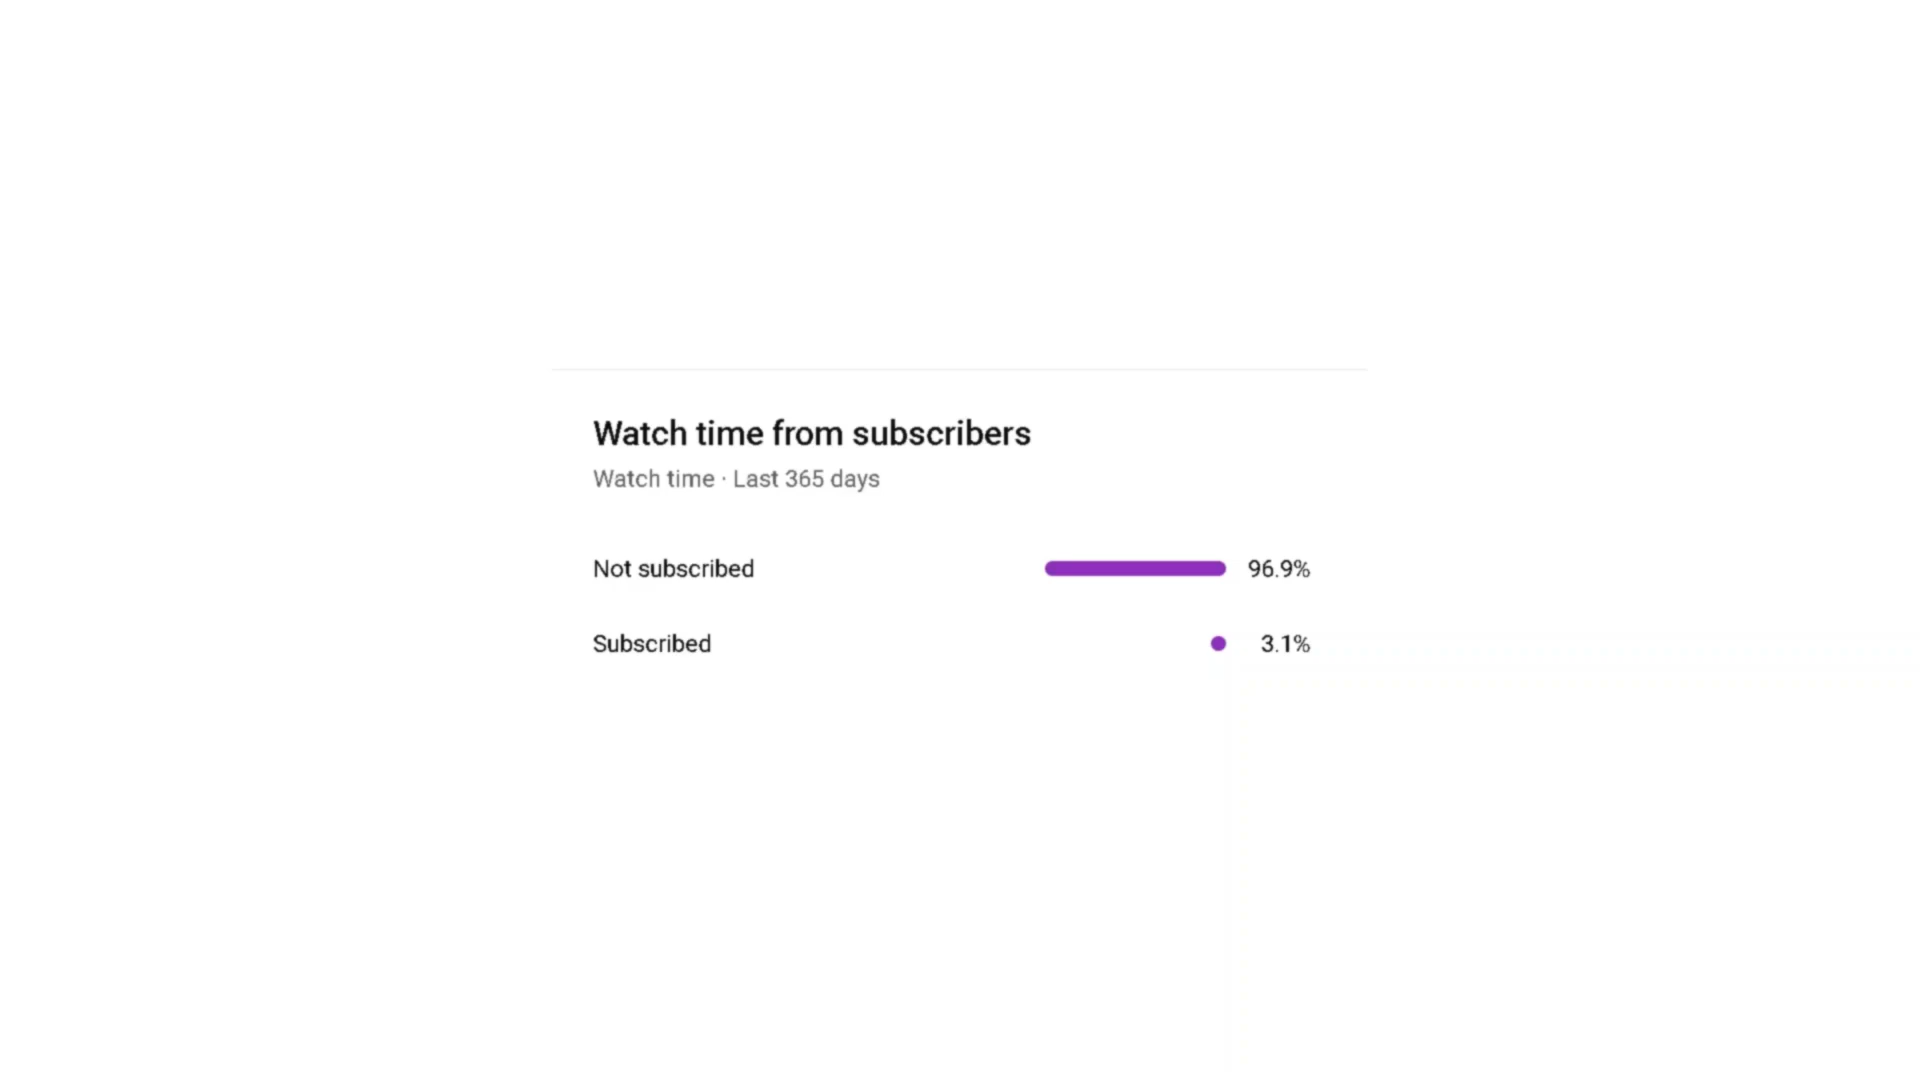 Watch time from subscribers
Watch time · Last 365 days
Not subscribed 96.9%
Subscribed 3.1%